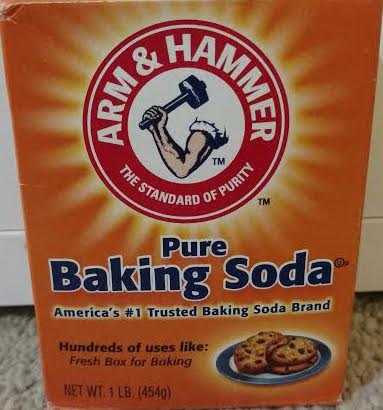 ARM & HAMMER
THE STANDARD OF PURITY
TM
TM
Pure
Baking Soda
America's #1 Trusted Baking Soda Brand
Hundreds of uses like:
Fresh Box for Baking
NET WT. 1 LB. (454g)